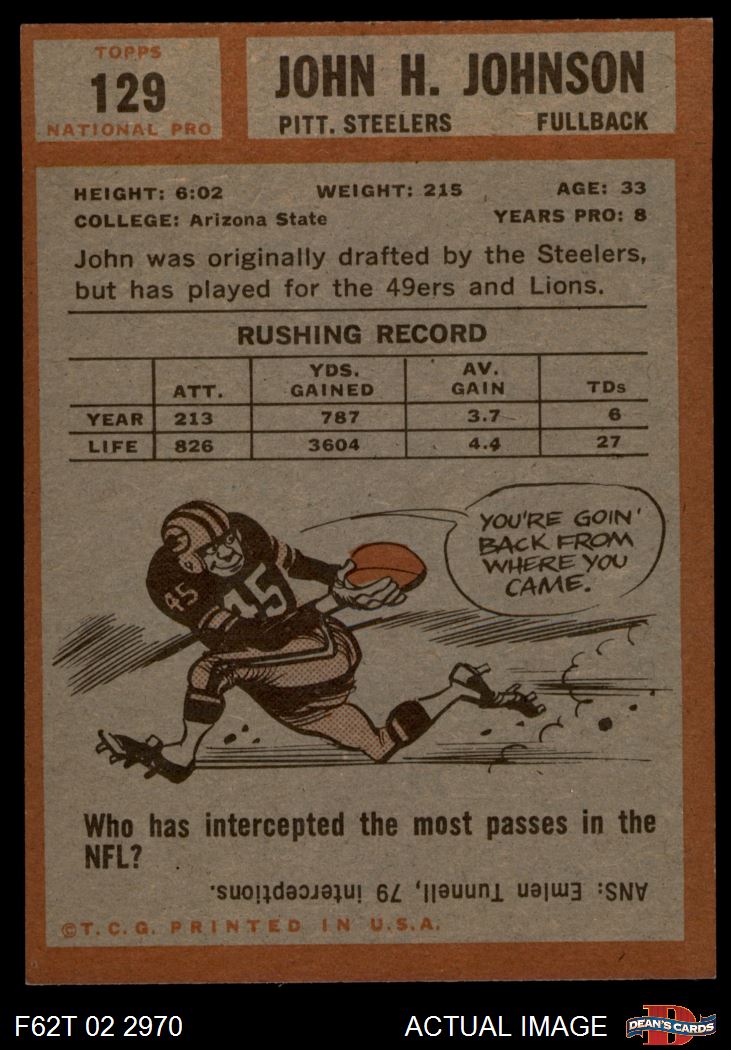 TOPPS
129
NATIONAL PRO
JOHN H. JOHNSON
PITT. STEELERS FULLBACK
HEIGHT: 6:02 WEIGHT: 215 AGE: 33
COLLEGE: Arizona State YEARS PRO: 8
John was originally drafted by the Steelers,
but has played for the 49ers and Lions.
RUSHING RECORD
ATT. YDS. GAINED AV. GAIN TDs
YEAR 213 787 3.7 6
LIFE 826 3604 4.4 27
YOU'RE GOIN'
BACK FROM
WHERE YOU
CAME.
45
45
Who has intercepted the most passes in the
NFL?
ANS: Emlen Tunnell, 79 interceptions.
©T.C.G. PRINTED IN U.S.A.
F62T 02 2970 ACTUAL IMAGE
D
DEAN'S CARDS